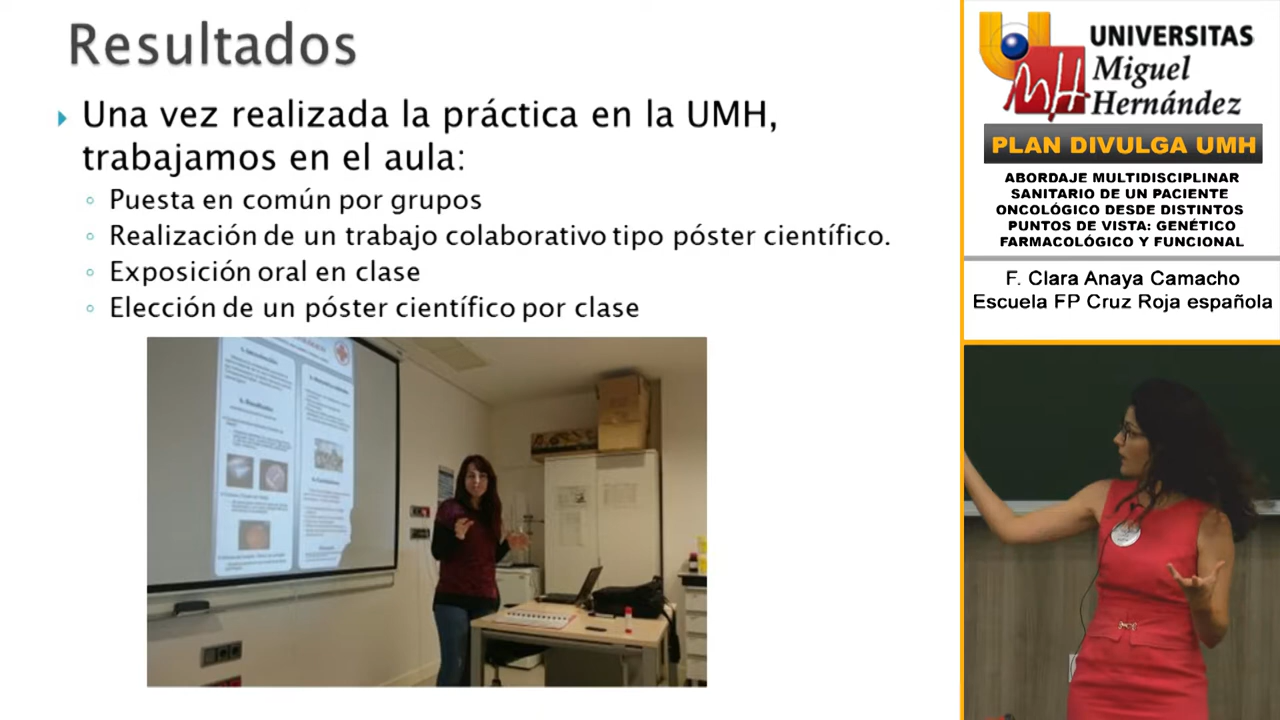 Resultados
Una vez realizada la práctica en la UMH,
trabajamos en el aula:
Puesta en común por grupos
Realización de un trabajo colaborativo tipo póster científico.
Exposición oral en clase
Elección de un póster científico por clase
UNIVERSITAS
Miguel
Hernández
PLAN DIVULGA UMH
ABORDAJE MULTIDISCIPLINAR
SANITARIO DE UN PACIENTE
ONCOLÓGICO DESDE DISTINTOS
PUNTOS DE VISTA: GENÉTICO
FARMACOLÓGICO Y FUNCIONAL
F. Clara Anaya Camacho
Escuela FP Cruz Roja española